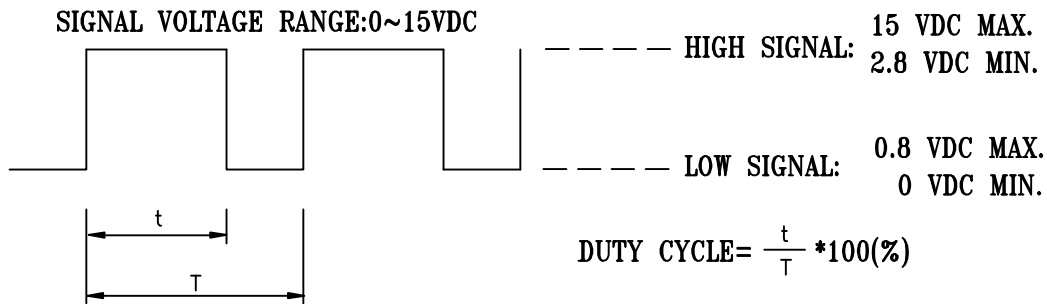 SIGNAL VOLTAGE RANGE:0~15VDC
HIGH SIGNAL: 15 VDC MAX.
2.8 VDC MIN.
LOW SIGNAL: 0.8 VDC MAX.
0 VDC MIN.
t
T
DUTY CYCLE= t/T *100(%)